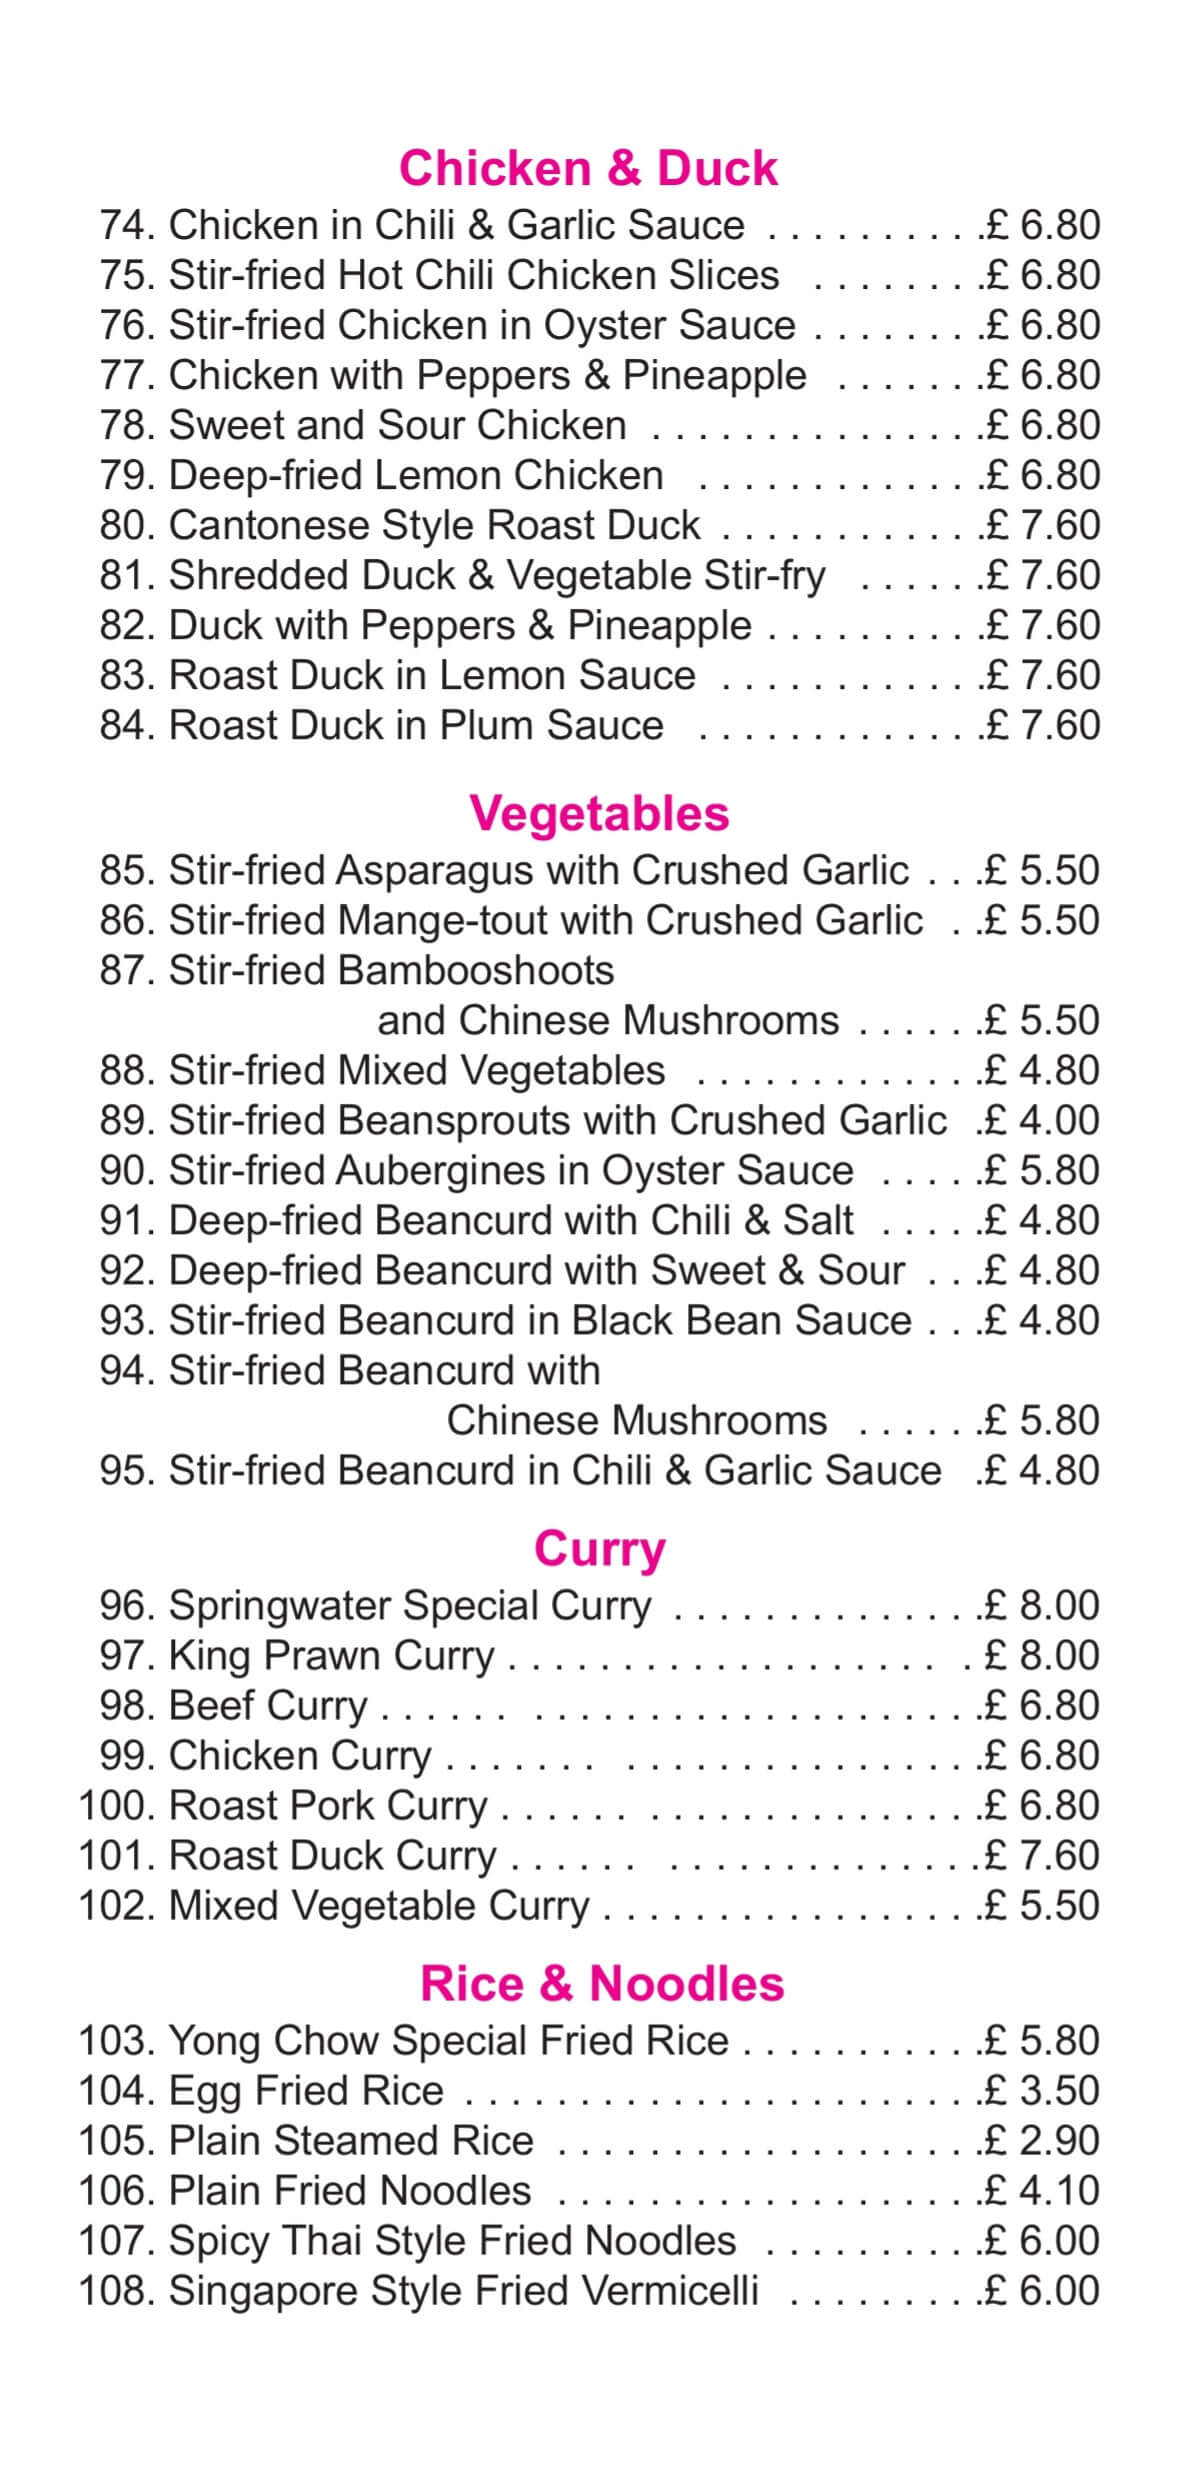 Chicken & Duck
74. Chicken in Chili & Garlic Sauce . . . . . . . . . .£ 6.80
75. Stir-fried Hot Chili Chicken Slices . . . . . . . .£ 6.80
76. Stir-fried Chicken in Oyster Sauce . . . . . . . .£ 6.80
77. Chicken with Peppers & Pineapple . . . . . . .£ 6.80
78. Sweet and Sour Chicken . . . . . . . . . . . . . . .£ 6.80
79. Deep-fried Lemon Chicken . . . . . . . . . . . . .£ 6.80
80. Cantonese Style Roast Duck . . . . . . . . . . . .£ 7.60
81. Shredded Duck & Vegetable Stir-fry . . . . . .£ 7.60
82. Duck with Peppers & Pineapple . . . . . . . . . .£ 7.60
83. Roast Duck in Lemon Sauce . . . . . . . . . . . .£ 7.60
84. Roast Duck in Plum Sauce . . . . . . . . . . . . .£ 7.60
Vegetables
85. Stir-fried Asparagus with Crushed Garlic . . .£ 5.50
86. Stir-fried Mange-tout with Crushed Garlic . .£ 5.50
87. Stir-fried Bambooshoots
and Chinese Mushrooms . . . . . .£ 5.50
88. Stir-fried Mixed Vegetables . . . . . . . . . . . . .£ 4.80
89. Stir-fried Beansprouts with Crushed Garlic .£ 4.00
90. Stir-fried Aubergines in Oyster Sauce . . . . .£ 5.80
91. Deep-fried Beancurd with Chili & Salt . . . . .£ 4.80
92. Deep-fried Beancurd with Sweet & Sour . . .£ 4.80
93. Stir-fried Beancurd in Black Bean Sauce . . .£ 4.80
94. Stir-fried Beancurd with
Chinese Mushrooms . . . . . .£ 5.80
95. Stir-fried Beancurd in Chili & Garlic Sauce .£ 4.80
Curry
96. Springwater Special Curry . . . . . . . . . . . . . .£ 8.00
97. King Prawn Curry . . . . . . . . . . . . . . . . . . . . £ 8.00
98. Beef Curry . . . . . . . . . . . . . . . . . . . . . . . . . .£ 6.80
99. Chicken Curry . . . . . . . . . . . . . . . . . . . . . . .£ 6.80
100. Roast Pork Curry . . . . . . . . . . . . . . . . . . . . .£ 6.80
101. Roast Duck Curry . . . . . . . . . . . . . . . . . . . .£ 7.60
102. Mixed Vegetable Curry . . . . . . . . . . . . . . . . .£ 5.50
Rice & Noodles
103. Yong Chow Special Fried Rice . . . . . . . . . . .£ 5.80
104. Egg Fried Rice . . . . . . . . . . . . . . . . . . . . . . .£ 3.50
105. Plain Steamed Rice . . . . . . . . . . . . . . . . . . .£ 2.90
106. Plain Fried Noodles . . . . . . . . . . . . . . . . . . .£ 4.10
107. Spicy Thai Style Fried Noodles . . . . . . . . . .£ 6.00
108. Singapore Style Fried Vermicelli . . . . . . . . .£ 6.00